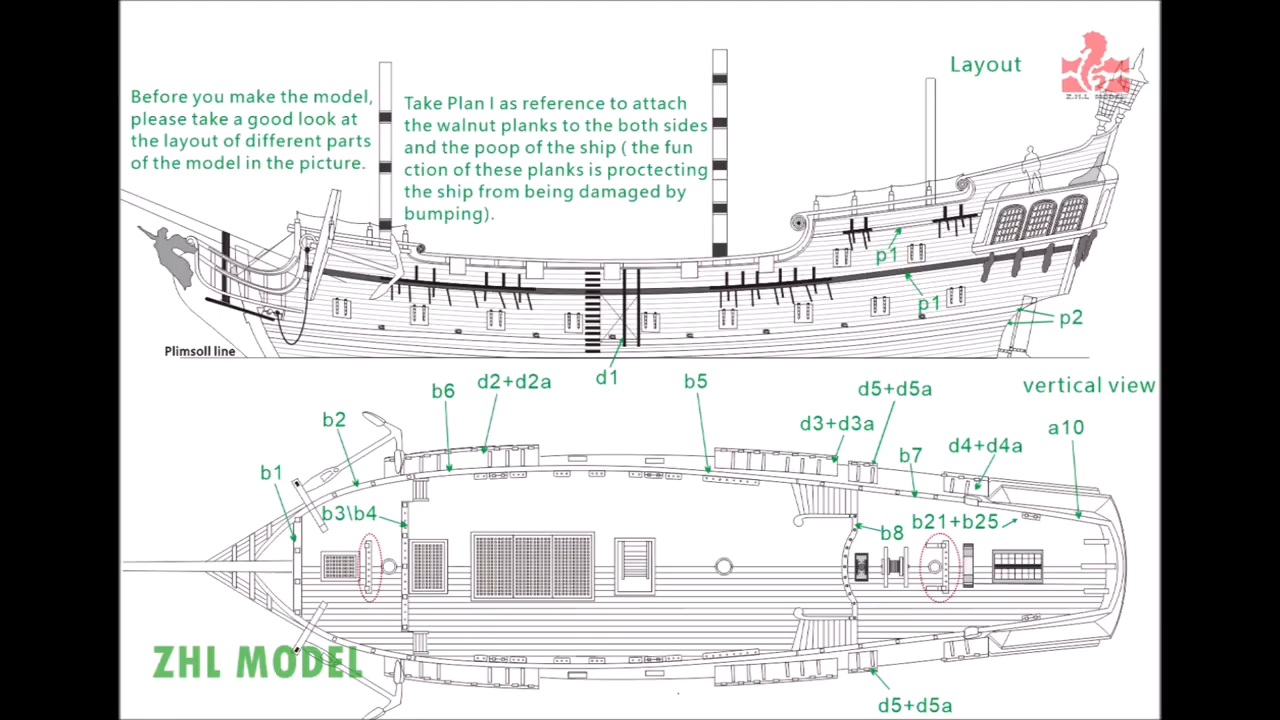 Layout
Z.H.L MODEL
Before you make the model,
please take a good look at
the layout of different parts
of the model in the picture.
Take Plan I as reference to attach
the walnut planks to the both sides
and the poop of the ship ( the fun
ction of these planks is proctecting
the ship from being damaged by
bumping).
p1
p1
p2
Plimsoll line
d1
vertical view
b6
d2+d2a
b5
d5+d5a
b2
d3+d3a
a10
b1
b7
d4+d4a
b3\b4
b8
b21+b25
ZHL MODEL
d5+d5a